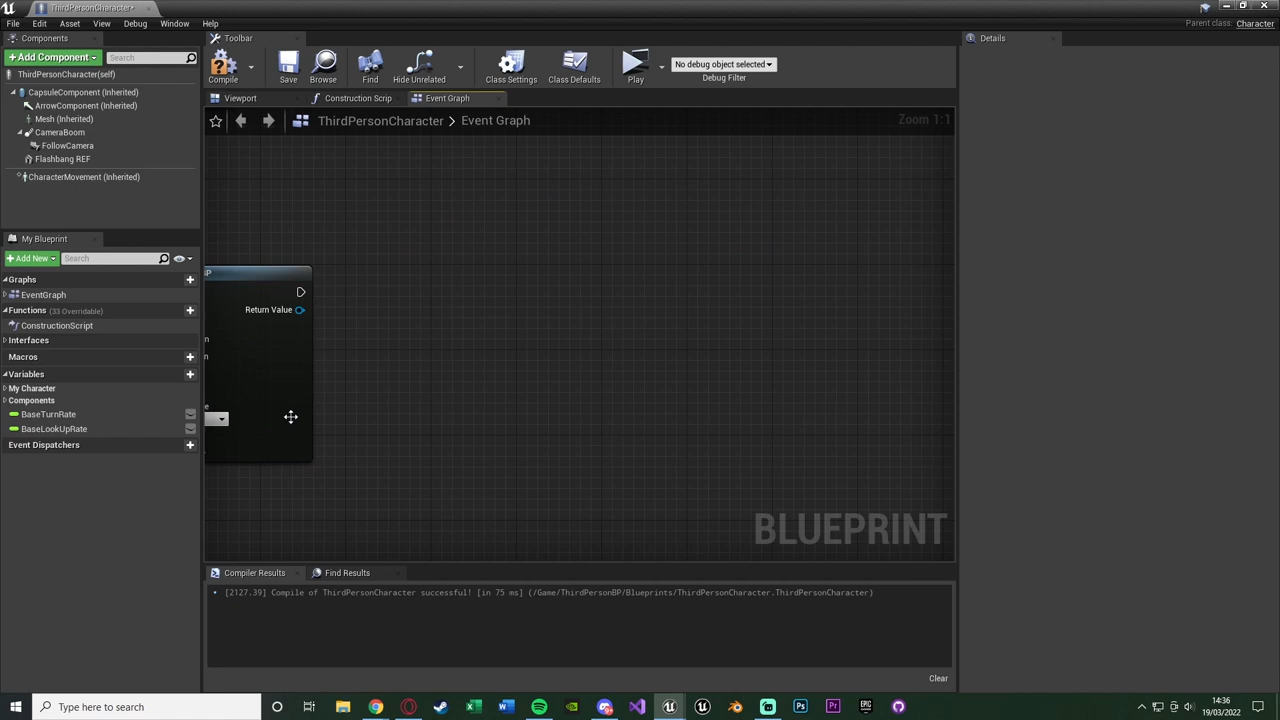 ThirdPersonCharacter*
File Edit Asset View Debug Window Help
Parent class: Character
Components
Toolbar
Details
+Add Component
Search
ThirdPersonCharacter(self)
CapsuleComponent (Inherited)
ArrowComponent (Inherited)
Mesh (Inherited)
CameraBoom
FollowCamera
Flashbang REF
CharacterMovement (Inherited)
Compile
Save
Browse
Find
Hide Unrelated
Class Settings
Class Defaults
Play
No debug object selected
Debug Filter
Viewport
Construction Scrip
Event Graph
ThirdPersonCharacter > Event Graph
Zoom 1:1
My Blueprint
+Add New
Search
Graphs
EventGraph
Functions (33 Overridable)
ConstructionScript
Interfaces
Macros
Variables
My Character
Components
BaseTurnRate
BaseLookUpRate
Event Dispatchers
P
Return Value
n
n
e
BLUEPRINT
Compiler Results
Find Results
[2127.39] Compile of ThirdPersonCharacter successful! [in 75 ms] (/Game/ThirdPersonBP/Blueprints/ThirdPersonCharacter.ThirdPersonCharacter)
Clear
Type here to search
14:36
19/03/2022